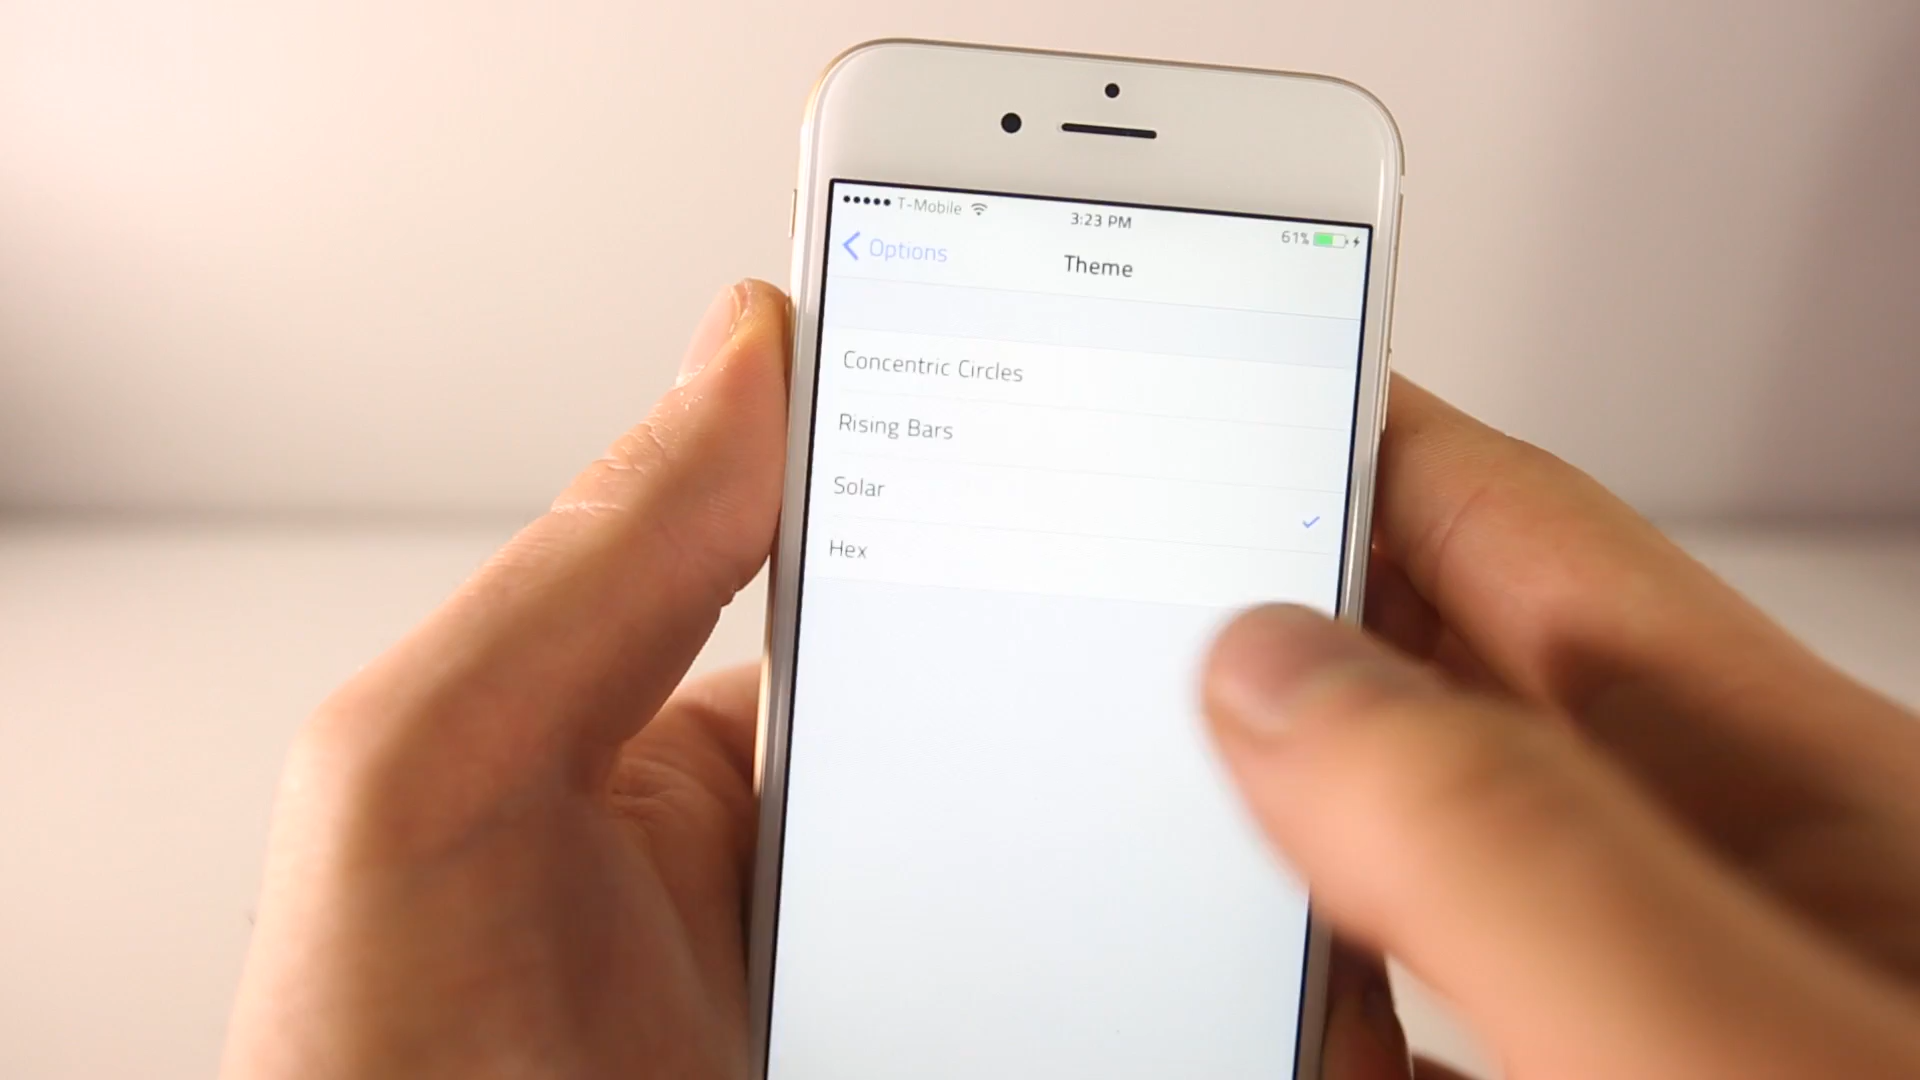 T-Mobile 3:23 PM 61%
Options Theme
Concentric Circles
Rising Bars
Solar
Hex